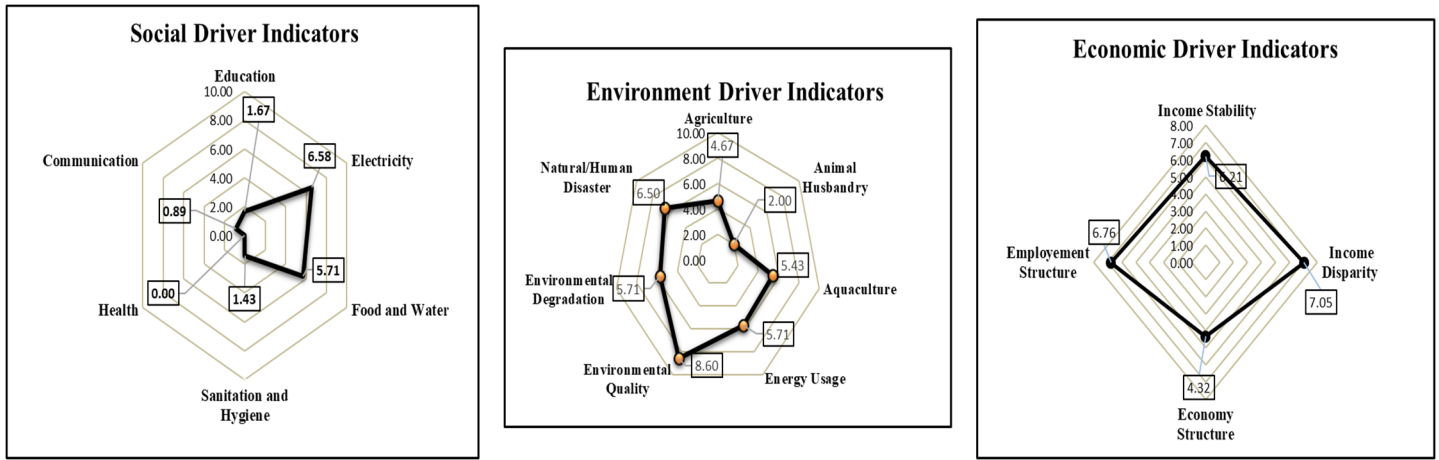 Social Driver Indicators
Education
10.00
8.00
6.00
4.00
2.00
0.00
1.67
6.58
Electricity
5.71
Food and Water
1.43
Sanitation and
Hygiene
0.00
Health
0.89
Communication
Environment Driver Indicators
Agriculture
10.00
8.00
6.00
4.00
2.00
0.00
4.67
Animal
Husbandry
2.00
5.43
Aquaculture
5.71
Energy Usage
8.60
Environmental
Quality
5.71
Environmental
Degradation
6.50
Natural/Human
Disaster
Economic Driver Indicators
Income Stability
8.00
7.00
6.00
5.00
4.00
3.00
2.00
1.00
0.00
6.21
Income
Disparity
7.05
4.32
Economy
Structure
6.76
Employement
Structure